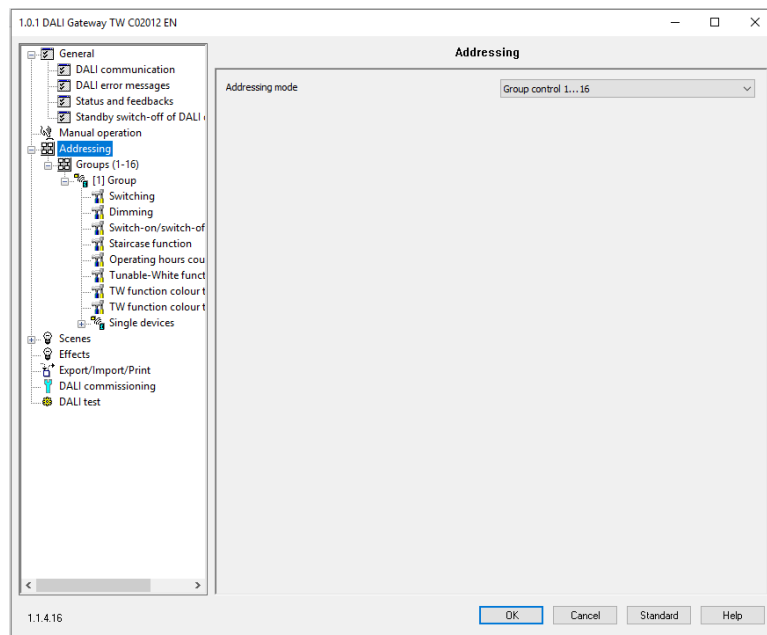 1.0.1 DALI Gateway TW C02012 EN
General
DALI communication
DALI error messages
Status and feedbacks
Standby switch-off of DALI
Manual operation
Addressing
Groups (1-16)
[1] Group
Switching
Dimming
Switch-on/switch-of
Staircase function
Operating hours cou
Tunable-White funct
TW function colour t
TW function colour t
Single devices
Scenes
Effects
Export/Import/Print
DALI commissioning
DALI test
Addressing
Addressing mode
Group control 1...16
1.1.4.16
OK
Cancel
Standard
Help